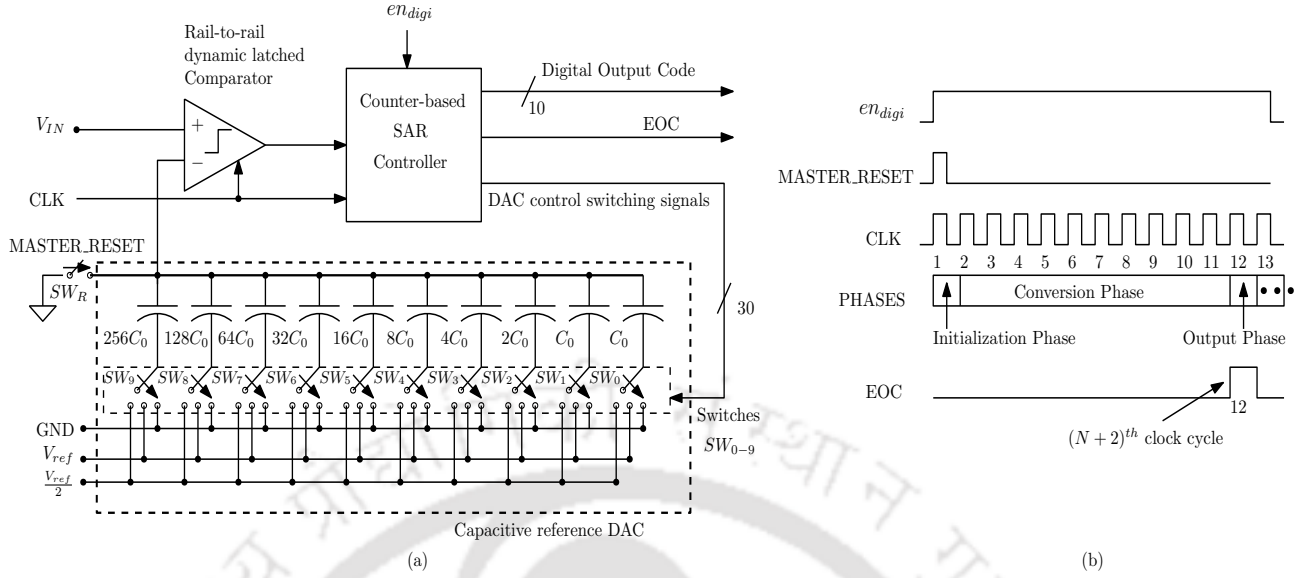 en_digi
Rail-to-rail
dynamic latched
Comparator
V_IN
+
−
CLK
Counter-based
SAR
Controller
Digital Output Code
10
EOC
DAC control switching signals
30
MASTER_RESET
SW_R
256C_0 128C_0 64C_0 32C_0 16C_0 8C_0 4C_0 2C_0 C_0 C_0
SW_9 SW_8 SW_7 SW_6 SW_5 SW_4 SW_3 SW_2 SW_1 SW_0
GND
V_ref
V_ref/2
Switches
SW_0−9
Capacitive reference DAC
(a)
en_digi
MASTER_RESET
CLK
1 2 3 4 5 6 7 8 9 10 11 12 13
PHASES
Conversion Phase
Initialization Phase
Output Phase
EOC
12
(N + 2)^th clock cycle
(b)